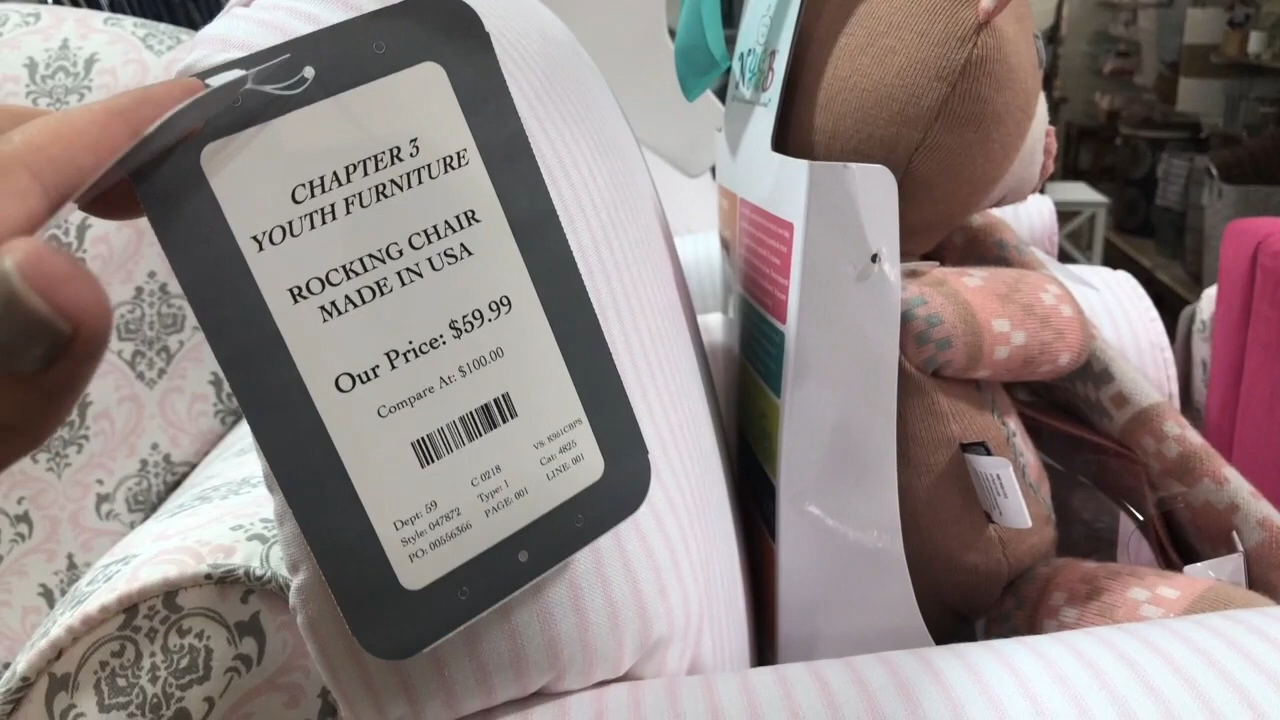 CHAPTER 3
YOUTH FURNITURE
ROCKING CHAIR
MADE IN USA
Our Price: $59.99
Compare At: $100.00
Dept: 59 C 0218 VS: K961CBPS
Style: 047872 Type: 1 Cat: 4825
PO: 00556366 PAGE: 001 LINE: 001